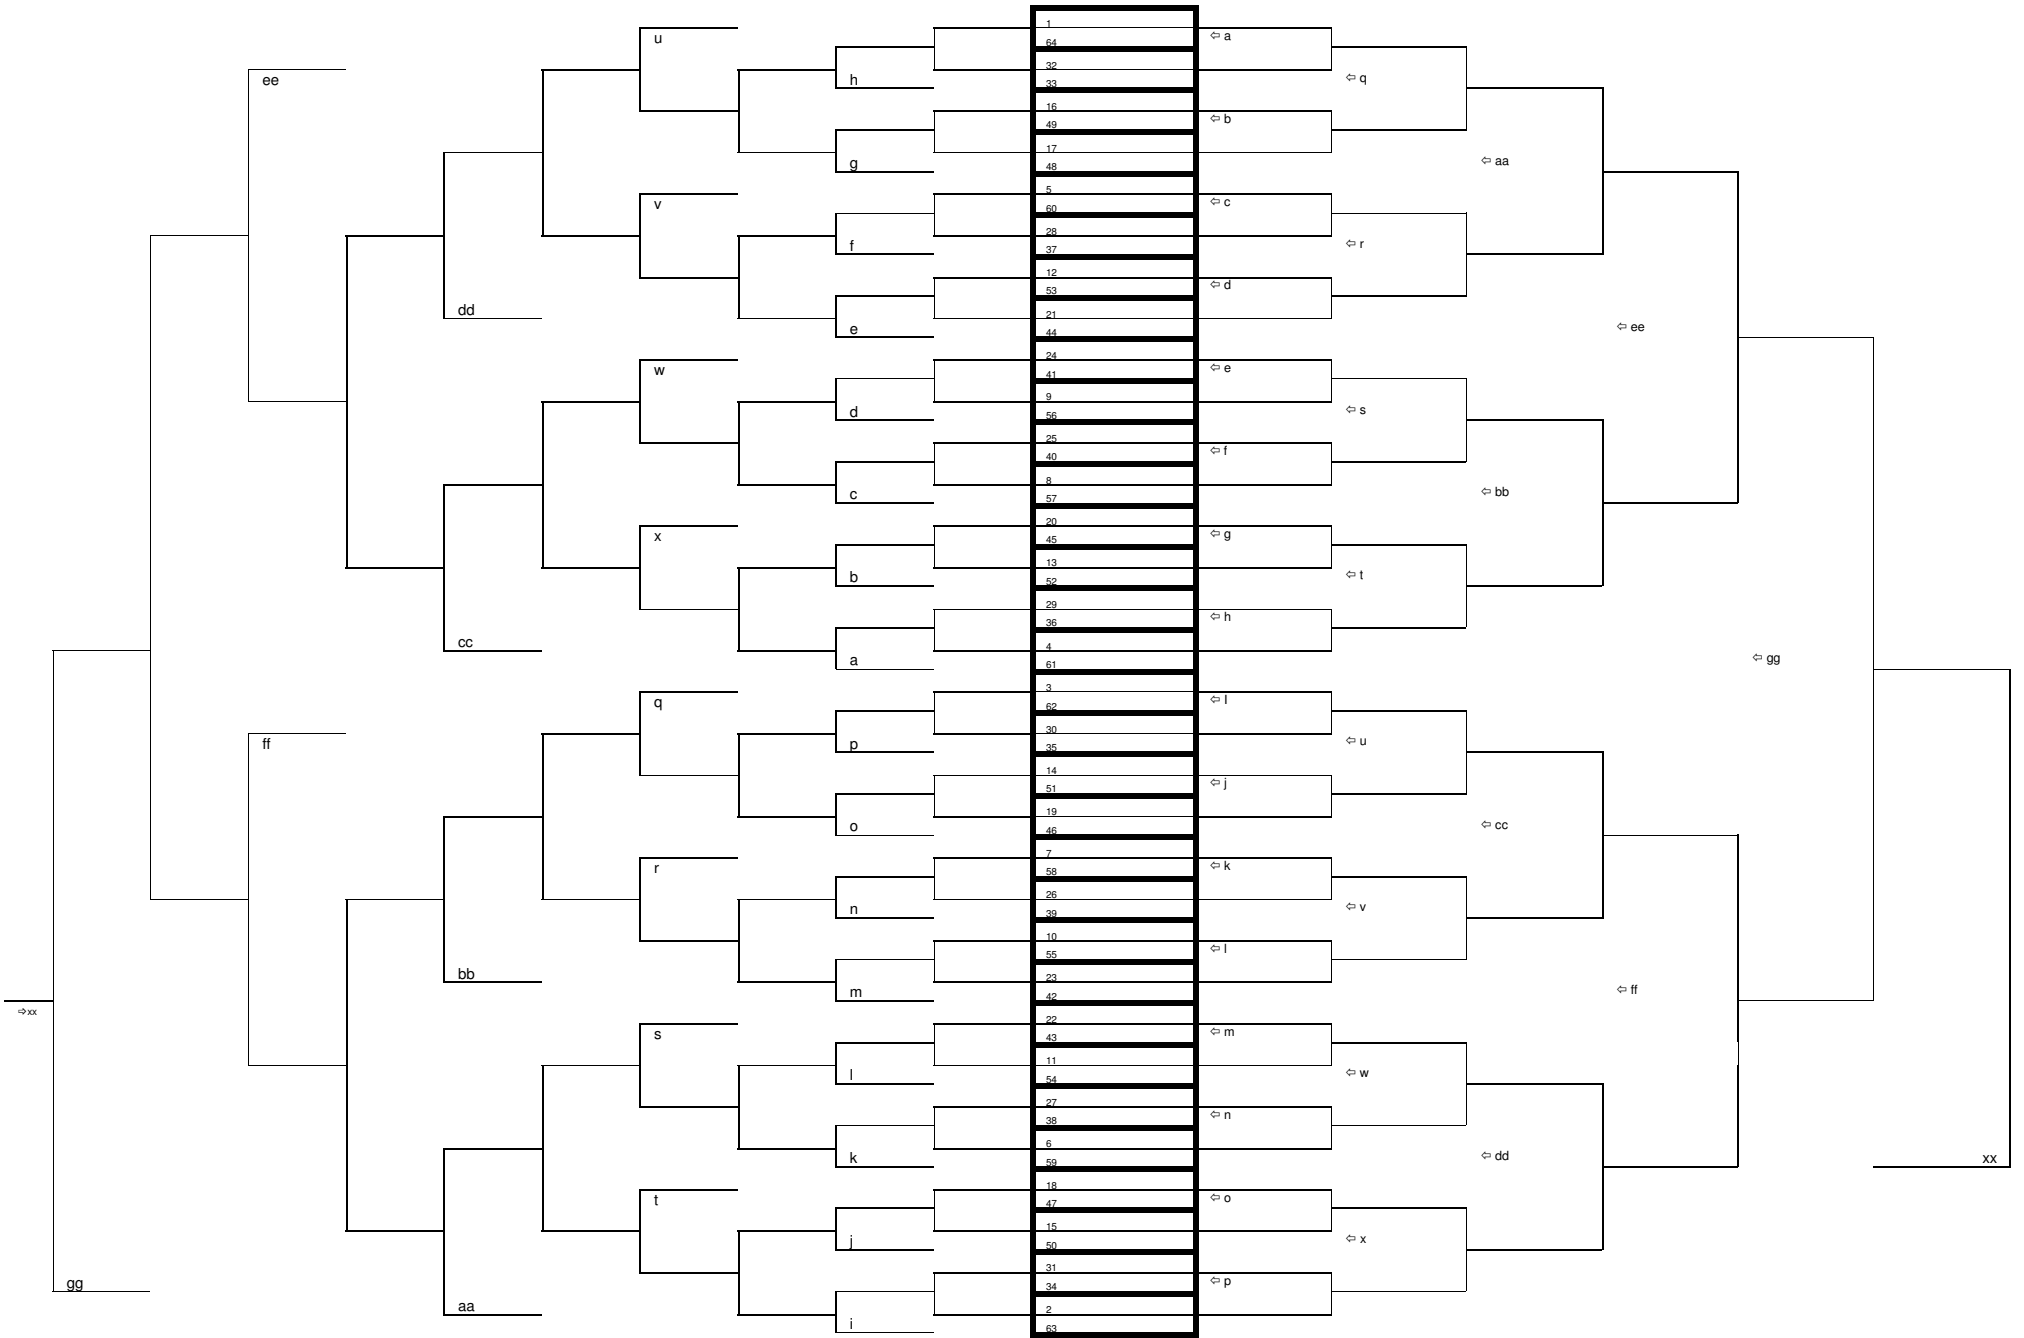 ⇨xx
gg
ee
ff
dd
cc
bb
aa
u
v
w
x
q
r
s
t
h
g
f
e
d
c
b
a
p
o
n
m
l
k
j
i
1
64
32
33
16
49
17
48
5
60
28
37
12
53
21
44
24
41
9
56
25
40
8
57
20
45
13
52
29
36
4
61
3
62
30
35
14
51
19
46
7
58
26
39
10
55
23
42
22
43
11
54
27
38
6
59
18
47
15
50
31
34
2
63
⇦ a
⇦ b
⇦ c
⇦ d
⇦ e
⇦ f
⇦ g
⇦ h
⇦ I
⇦ j
⇦ k
⇦ l
⇦ m
⇦ n
⇦ o
⇦ p
⇦ q
⇦ r
⇦ s
⇦ t
⇦ u
⇦ v
⇦ w
⇦ x
⇦ aa
⇦ bb
⇦ cc
⇦ dd
⇦ ee
⇦ ff
⇦ gg
xx